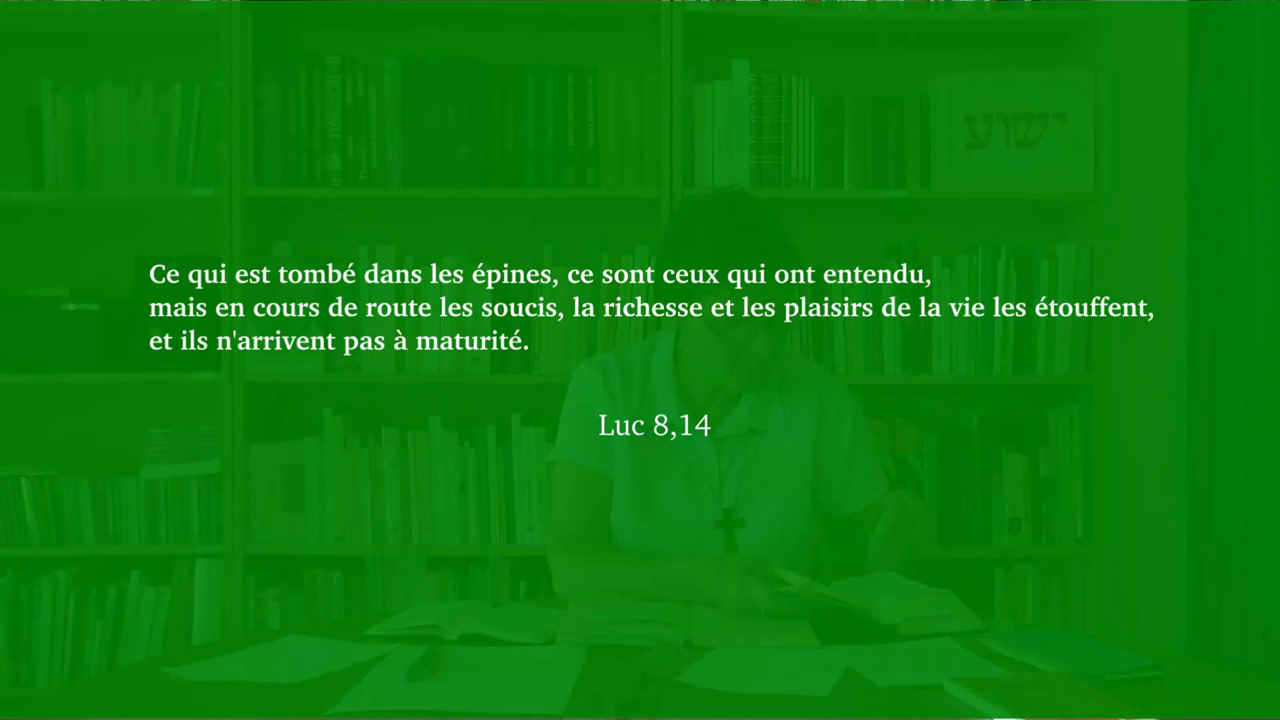 ישוע
Ce qui est tombé dans les épines, ce sont ceux qui ont entendu,
mais en cours de route les soucis, la richesse et les plaisirs de la vie les étouffent,
et ils n'arrivent pas à maturité.
Luc 8,14